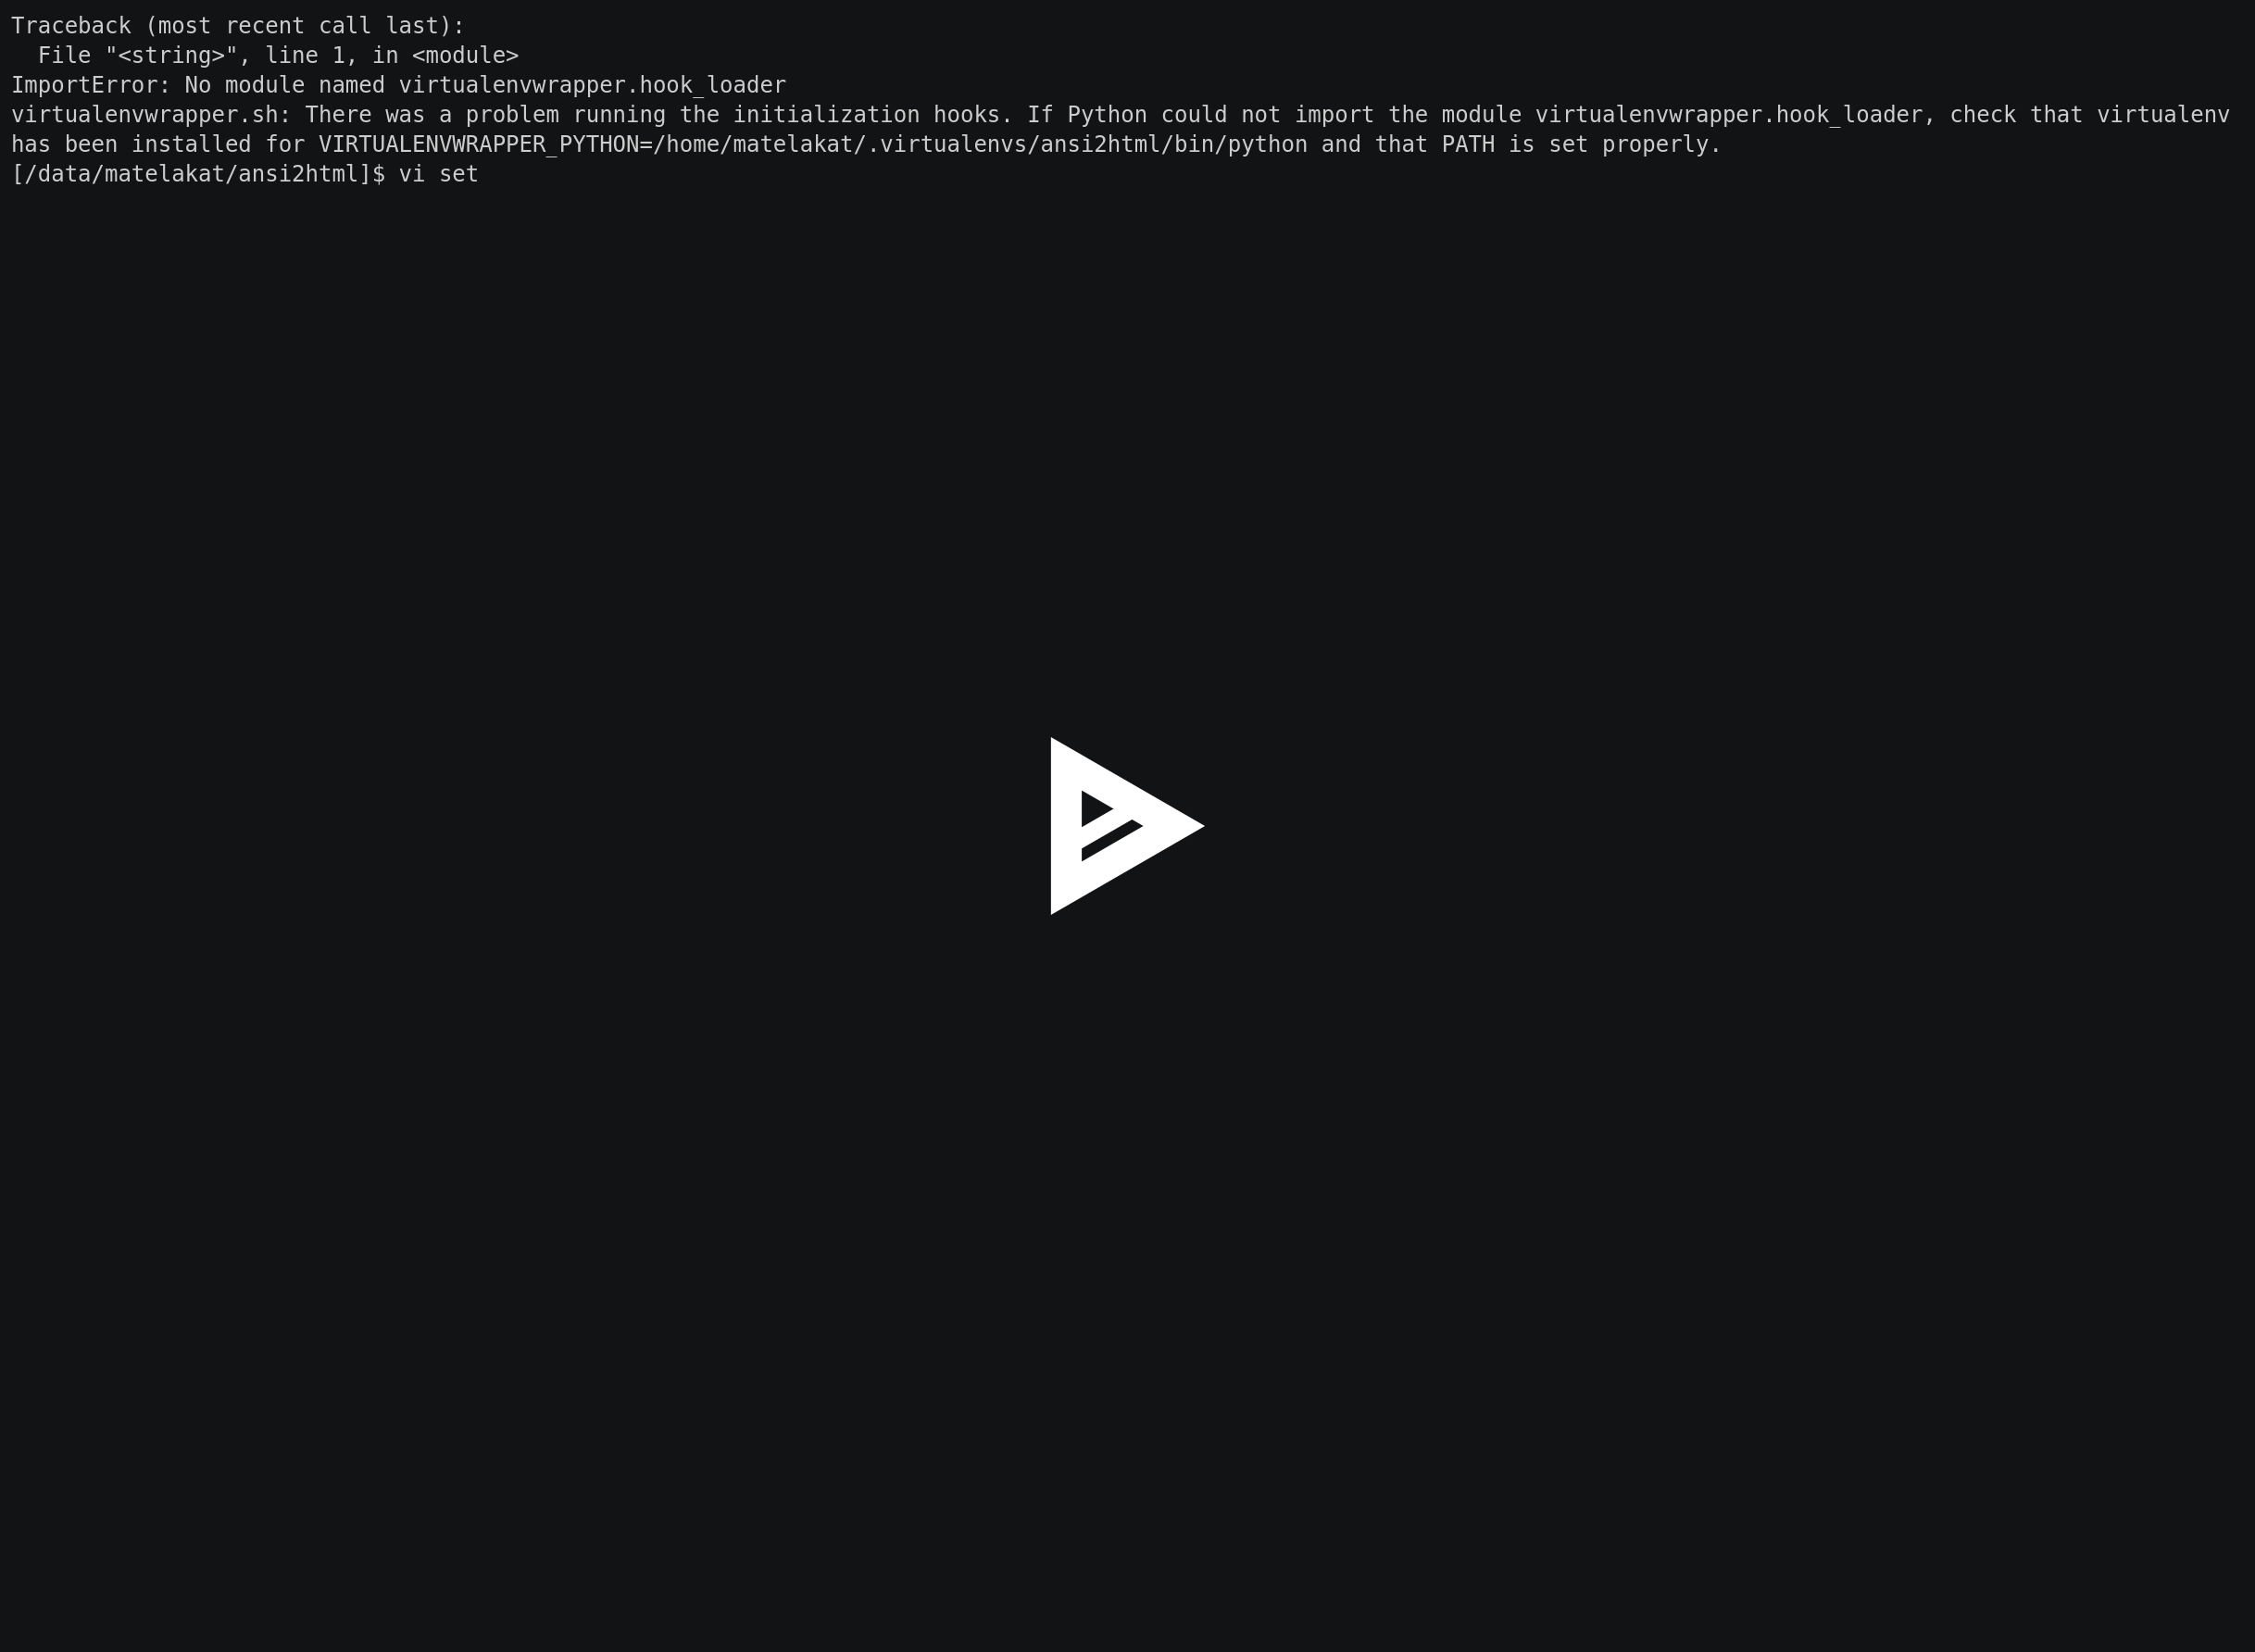 Traceback (most recent call last):
  File "<string>", line 1, in <module>
ImportError: No module named virtualenvwrapper.hook_loader
virtualenvwrapper.sh: There was a problem running the initialization hooks. If Python could not import the module virtualenvwrapper.hook_loader, check that virtualenv
has been installed for VIRTUALENVWRAPPER_PYTHON=/home/matelakat/.virtualenvs/ansi2html/bin/python and that PATH is set properly.
[/data/matelakat/ansi2html]$ vi set